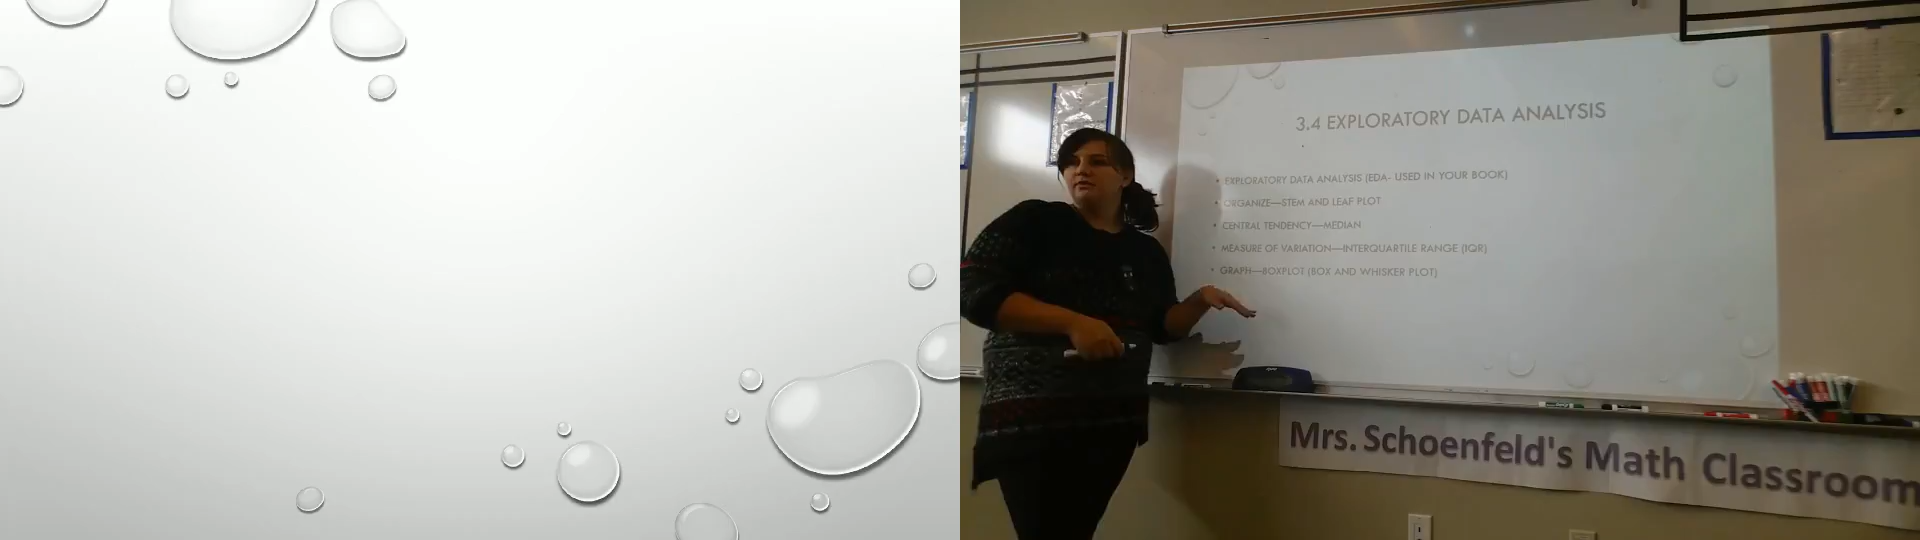 3.4 EXPLORATORY DATA ANALYSIS
• EXPLORATORY DATA ANALYSIS (EDA- USED IN YOUR BOOK)
• ORGANIZE—STEM AND LEAF PLOT
• CENTRAL TENDENCY—MEDIAN
• MEASURE OF VARIATION—INTERQUARTILE RANGE (IQR)
• GRAPH—BOXPLOT (BOX AND WHISKER PLOT)
Mrs. Schoenfeld's Math Classroom